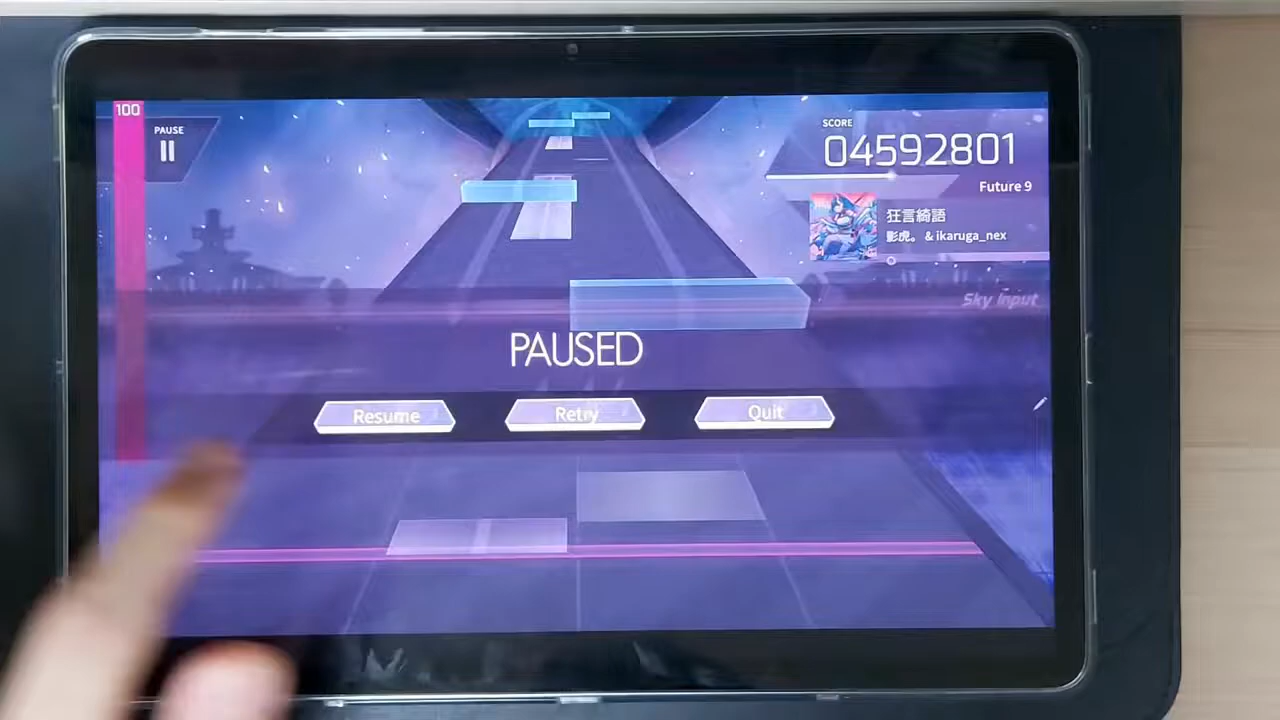 100
PAUSE
SCORE
04592801
Future 9
狂言綺語
影虎。 & ikaruga_nex
Sky Input
PAUSED
Resume
Retry
Quit